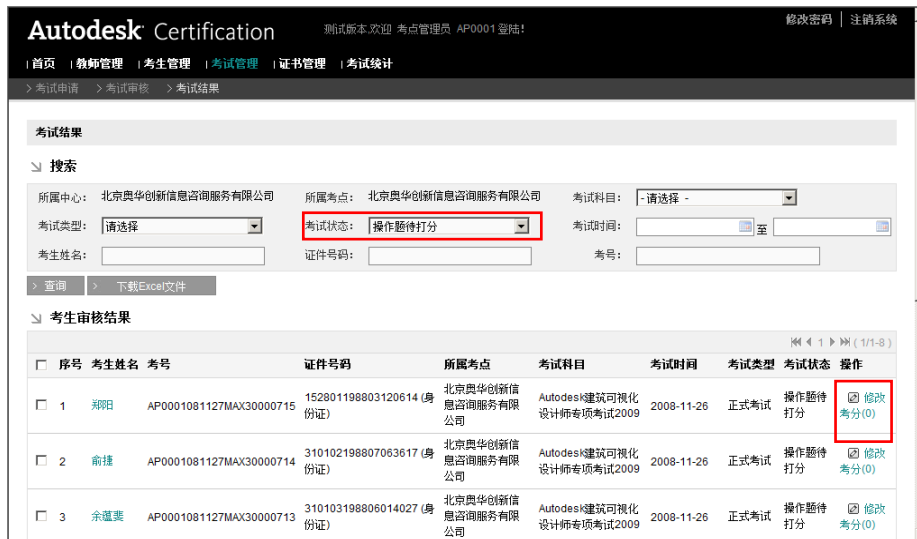 Autodesk Certification 测试版本.欢迎 考点管理员 AP0001登陆! 修改密码 | 注销系统
|首页 |教师管理 |考生管理 |考试管理 |证书管理 |考试统计
>考试申请 >考试审核 >考试结果
考试结果
搜索
所属中心: 北京奥华创新信息咨询服务有限公司 所属考点: 北京奥华创新信息咨询服务有限公司 考试科目: -请选择 -
考试类型: 请选择 考试状态: 操作题待打分 考试时间: 至
考生姓名: 证件号码: 考号:
> 查询 > 下载Excel文件
考生审核结果
1 (1/1-8)
序号 考生姓名 考号 证件号码 所属考点 考试科目 考试时间 考试类型 考试状态 操作
1 郑阳 AP0001081127MAX30000715 152801198803120614 (身份证) 北京奥华创新信息咨询服务有限公司 Autodesk建筑可视化设计师专项考试2009 2008-11-26 正式考试 操作题待打分 修改考分(0)
2 俞捷 AP0001081127MAX30000714 310102198807063617 (身份证) 北京奥华创新信息咨询服务有限公司 Autodesk建筑可视化设计师专项考试2009 2008-11-26 正式考试 操作题待打分 修改考分(0)
3 余蕴斐 AP0001081127MAX30000713 310103198806014027 (身份证) 北京奥华创新信息咨询服务有限公司 Autodesk建筑可视化设计师专项考试2009 2008-11-26 正式考试 操作题待打分 修改考分(0)